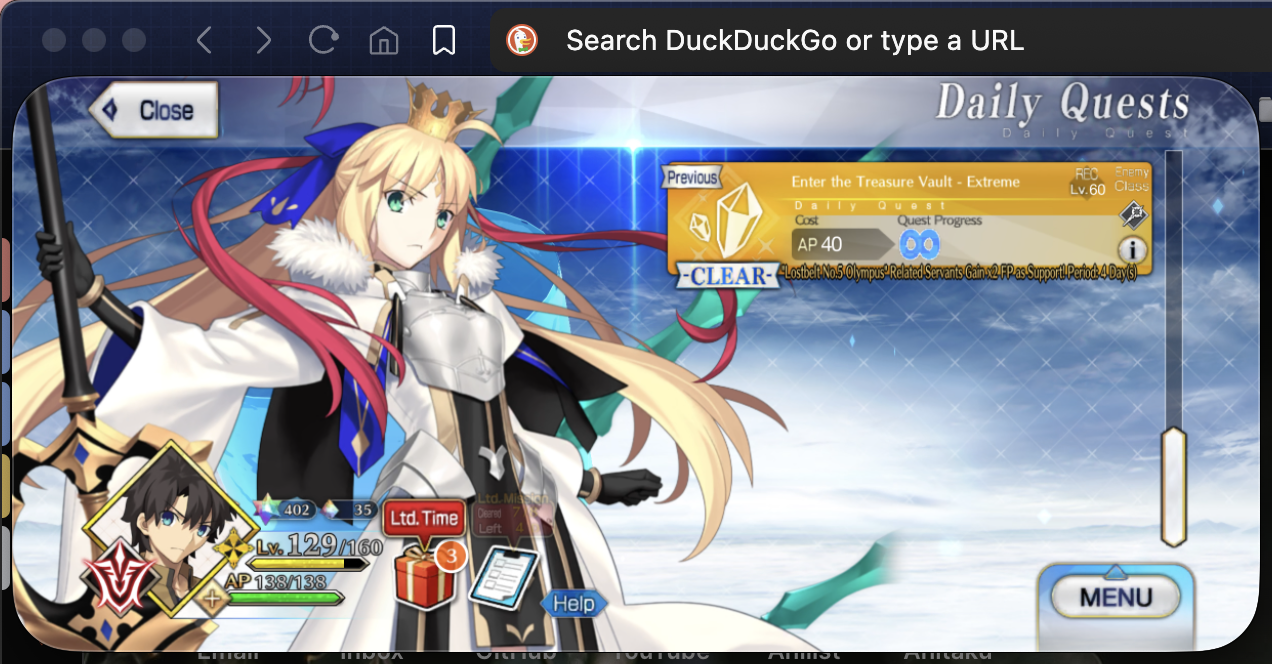 Search DuckDuckGo or type a URL
Close
Daily Quests
Daily Quest
Previous
Enter the Treasure Vault - Extreme
Daily Quest
REC
Lv.60
Enemy
Class
Cost
Quest Progress
AP 40
-CLEAR-
"Lostbelt No.5 Olympus" Related Servants Gain x2 FP as Support! Period: 4 Day(s)
402
35
Ltd. Time
Ltd. Mission
Left 4
3
Lv. 129/160
AP 138/138
Help
MENU
Email
Inbox
GitHub
YouTube
Anilist
Anitaku